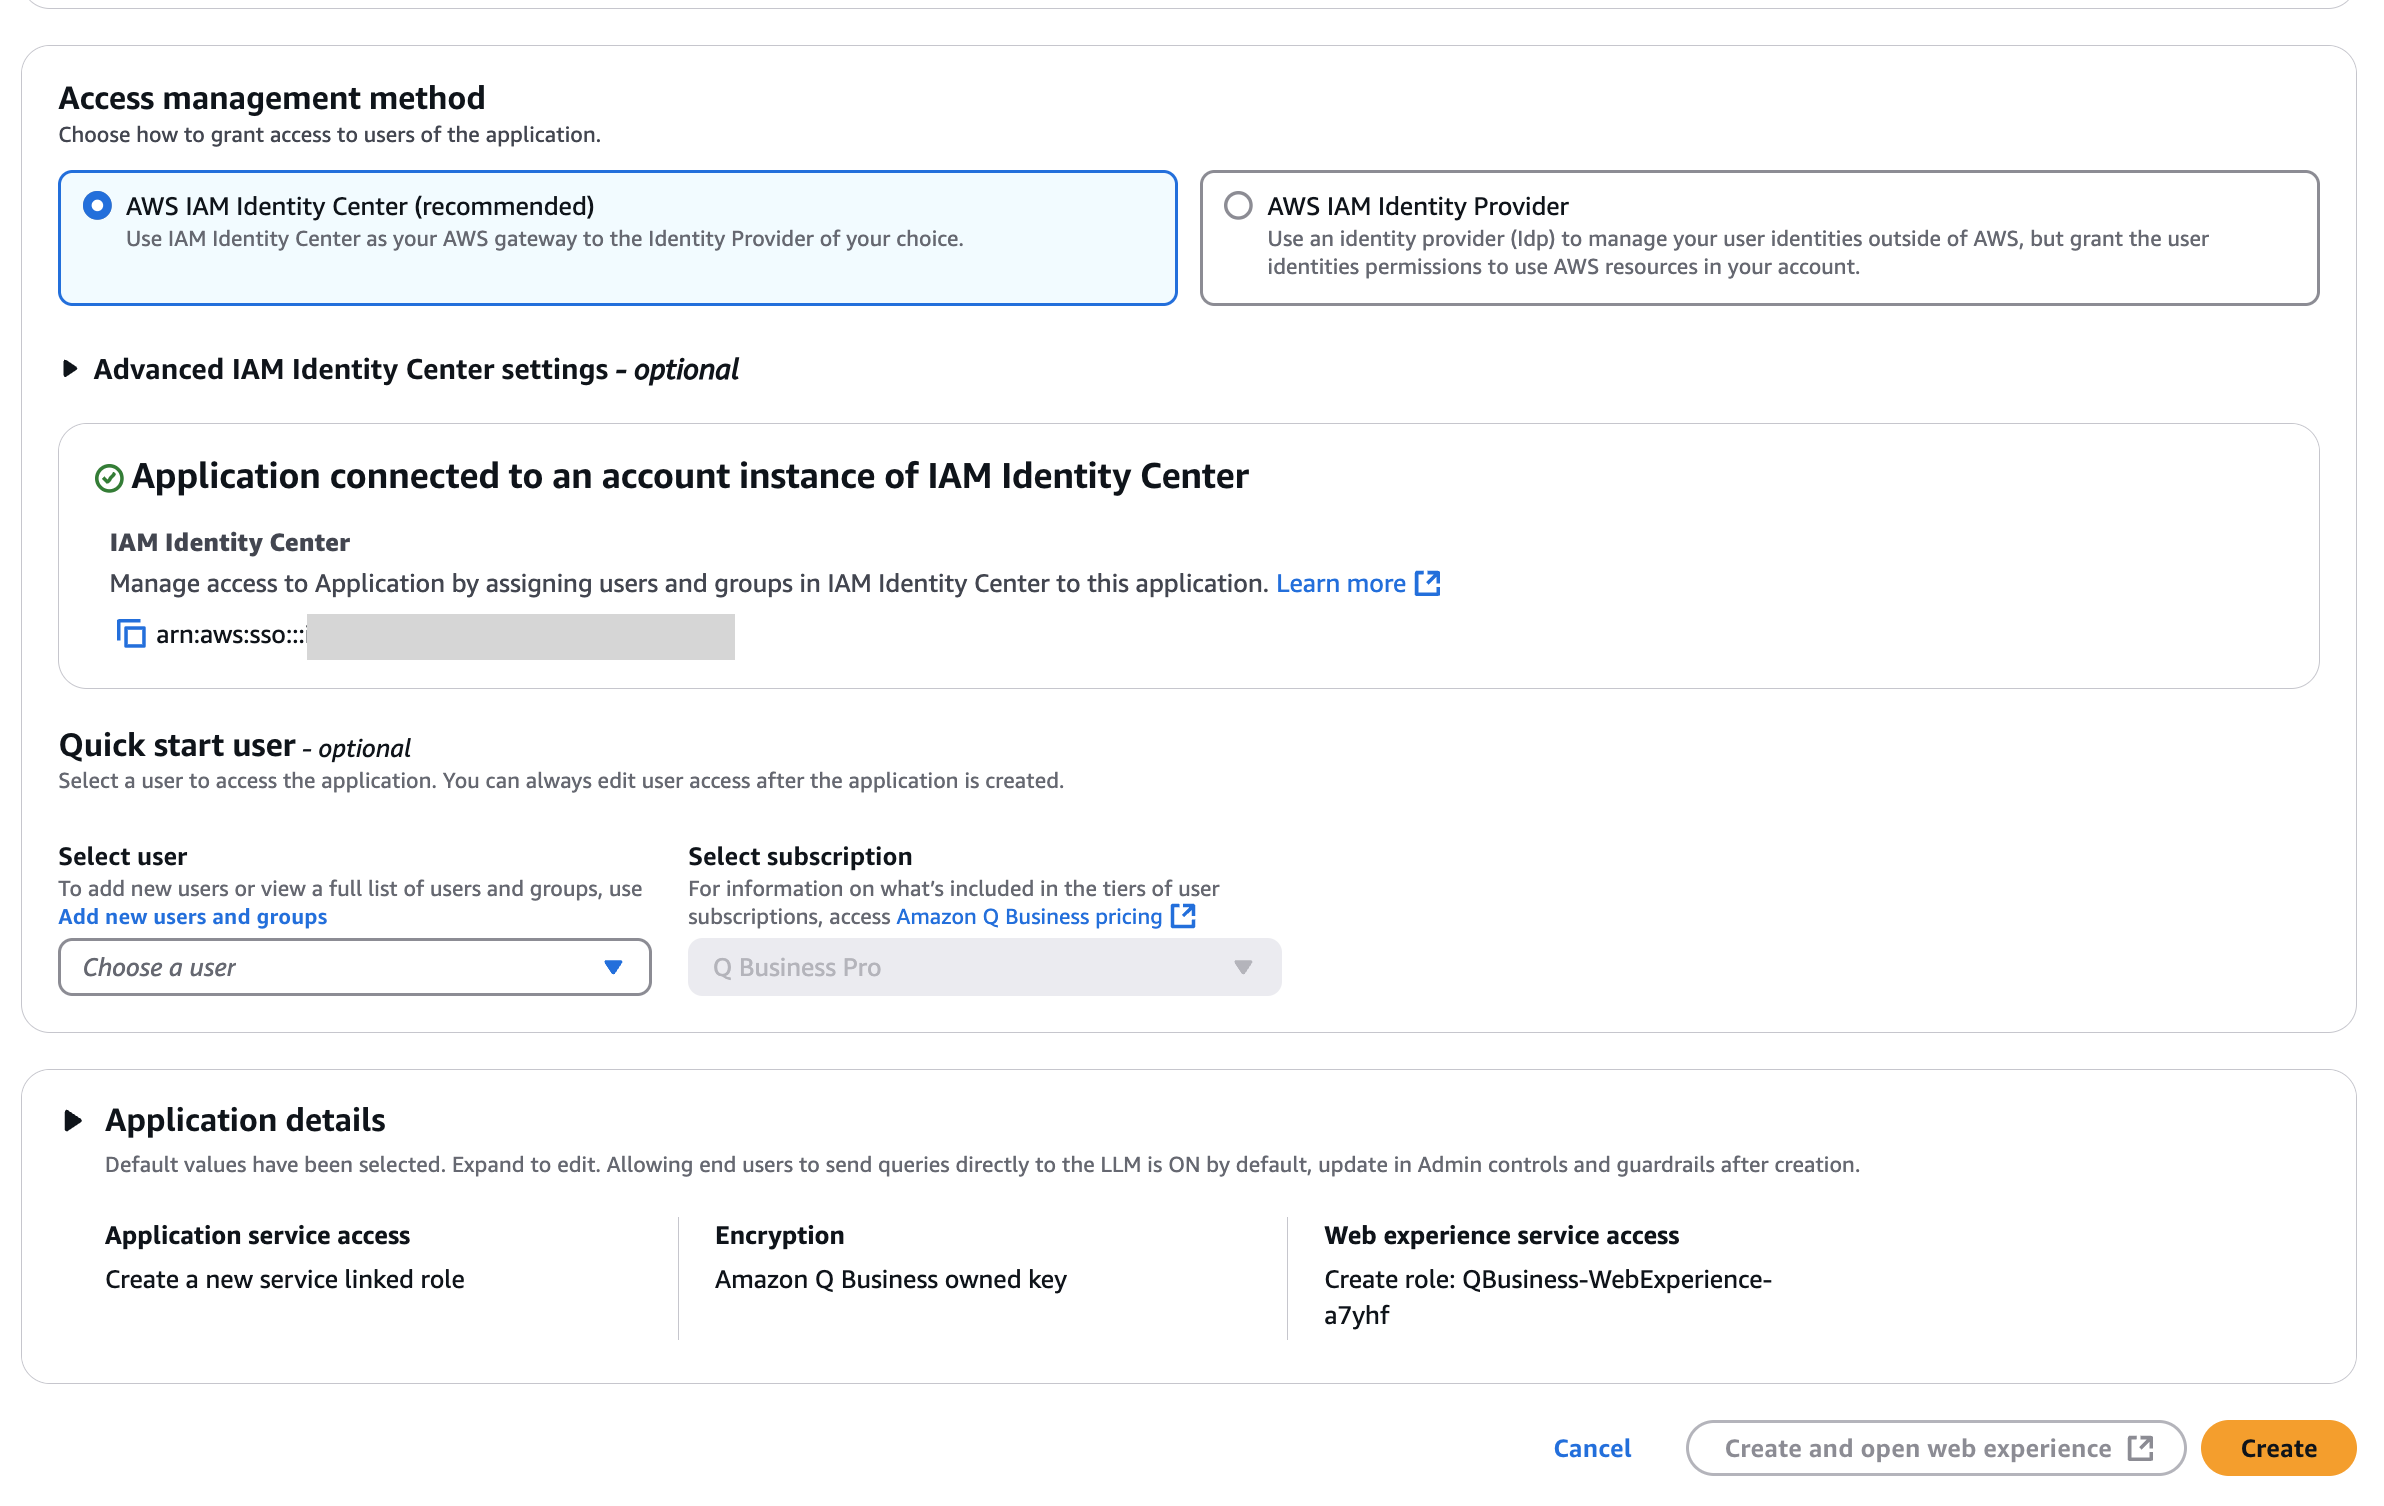 Access management method
Choose how to grant access to users of the application.
AWS IAM Identity Center (recommended)
Use IAM Identity Center as your AWS gateway to the Identity Provider of your choice.
AWS IAM Identity Provider
Use an identity provider (Idp) to manage your user identities outside of AWS, but grant the user
identities permissions to use AWS resources in your account.
Advanced IAM Identity Center settings - optional
Application connected to an account instance of IAM Identity Center
IAM Identity Center
Manage access to Application by assigning users and groups in IAM Identity Center to this application. Learn more
arn:aws:sso:::
Quick start user - optional
Select a user to access the application. You can always edit user access after the application is created.
Select user
To add new users or view a full list of users and groups, use
Add new users and groups
Choose a user
Select subscription
For information on what’s included in the tiers of user
subscriptions, access Amazon Q Business pricing
Q Business Pro
Application details
Default values have been selected. Expand to edit. Allowing end users to send queries directly to the LLM is ON by default, update in Admin controls and guardrails after creation.
Application service access
Create a new service linked role
Encryption
Amazon Q Business owned key
Web experience service access
Create role: QBusiness-WebExperience-
a7yhf
Cancel
Create and open web experience
Create